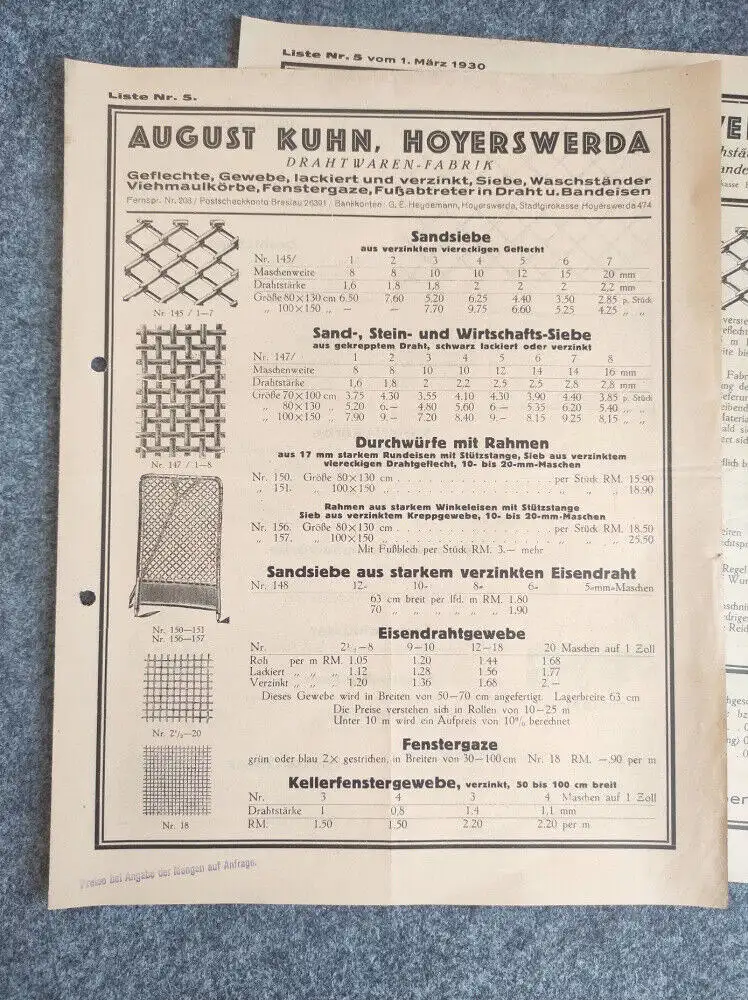 Liste Nr. 5 vom 1. März 1930
Liste Nr. 5.
AUGUST KUHN, HOYERSWERDA
DRAHTWAREN-FABRIK
Geflechte, Gewebe, lackiert und verzinkt, Siebe, Waschständer
Viehmaulkörbe, Fenstergaze, Fußabtreter in Draht u. Bandeisen
Fernspr. Nr. 203 / Postscheckkonto Breslau 26301 / Bankkonten: G. E. Heydemann, Hoyerswerda, Stadtgirokasse Hoyerswerda 474
Sandsiebe
aus verzinktem viereckigen Geflecht
Nr. 145/ 1 2 3 4 5 6 7
Maschenweite 8 8 10 10 12 15 20 mm
Drahtstärke 1,6 1,8 1,8 2 2 2 2,2 mm
Größe 80×130 cm 6.50 7.60 5.20 6.25 4.40 3.50 2.85 p. Stück
„ 100×150 „ — — 7.70 9.75 6.60 5.25 4.25 „ „
Nr. 145 / 1—7
Sand-, Stein- und Wirtschafts-Siebe
aus gekrepptem Draht, schwarz lackiert oder verzinkt
Nr. 147/ 1 2 3 4 5 6 7 8
Maschenweite 8 8 10 10 12 14 14 16 mm
Drahtstärke 1,6 1,8 2 2,2 2,5 2,5 2,8 2,8 mm
Größe 70×100 cm 3.75 4.30 3.55 4.10 4.30 3.90 4.40 3.85
„ 80×130 „ 5.20 6.— 4.80 5.60 6.— 5.35 6.20 5.40 „ „
„ 100×150 „ 7.90 9.— 7.20 8.40 9.— 8.15 9.25 8.15 „ „
Nr. 147 / 1—8
Durchwürfe mit Rahmen
aus 17 mm starkem Rundeisen mit Stützstange, Sieb aus verzinktem
viereckigen Drahtgeflecht, 10- bis 20-mm-Maschen
Nr. 150. Größe 80×130 cm . . . per Stück RM. 15.90
„ 151. „ 100×150 „ . . . „ „ „ 18.90
Rahmen aus starkem Winkeleisen mit Stützstange
Sieb aus verzinktem Kreppgewebe, 10- bis 20-mm-Maschen
Nr. 156. Größe 80×130 cm . . . per Stück RM. 18.50
„ 157. „ 100×150 „ . . . „ „ „ 25.50
Mit Fußblech per Stück RM. 3.— mehr
Nr. 150—151
Nr. 156—157
Sandsiebe aus starkem verzinkten Eisendraht
Nr. 148 12- 10- 8- 6- 5-mm-Maschen
63 cm breit per lfd. m RM. 1.80
70 „ „ „ „ „ „ 1.90
Eisendrahtgewebe
Nr. 2½—8 9—10 12—18 20 Maschen auf 1 Zoll
Roh per m RM. 1.05 1.20 1.44 1.68
Lackiert „ „ „ 1.12 1.28 1.56 1.77
Verzinkt „ „ „ 1.20 1.36 1.68 2.—
Dieses Gewebe wird in Breiten von 50—70 cm angefertigt. Lagerbreite 63 cm
Die Preise verstehen sich in Rollen von 10—25 m
Unter 10 m wird ein Aufpreis von 10% berechnet
Nr. 2½—20
Fenstergaze
grün oder blau 2× gestrichen, in Breiten von 30—100 cm Nr. 18 RM. —.90 per m
Kellerfenstergewebe, verzinkt, 50 bis 100 cm breit
Nr. 3 4 3 4 Maschen auf 1 Zoll
Drahtstärke 1 0,8 1.4 1,1 mm
RM. 1.50 1.50 2.20 2.20 per m
Nr. 18
Preise bei Angabe der Mengen auf Anfrage.